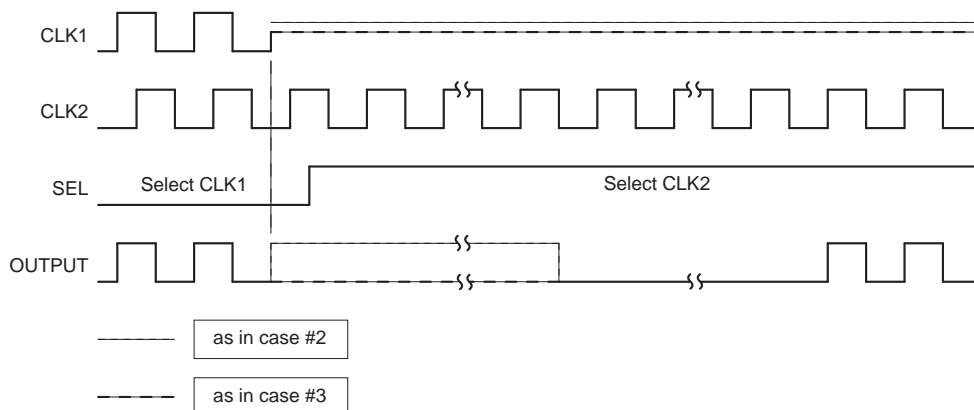 CLK1
CLK2
SEL
Select CLK1
Select CLK2
OUTPUT
as in case #2
as in case #3